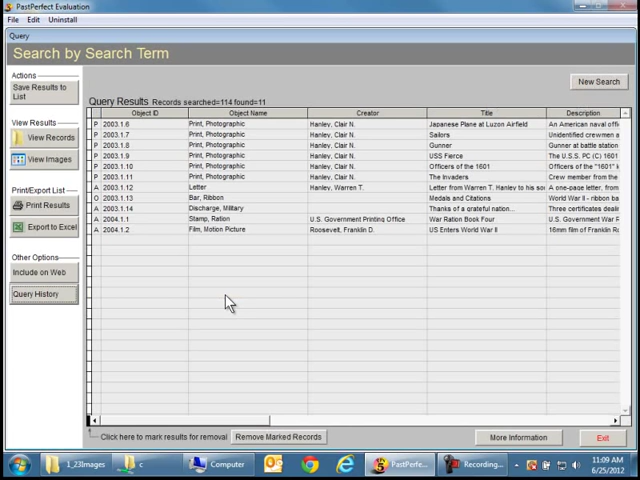 PastPerfect Evaluation
File Edit Uninstall
Query
Search by Search Term
Actions
Save Results to List
View Results
View Records
View Images
Print/Export List
Print Results
Export to Excel
Other Options
Include on Web
Query History
New Search
Query Results Records searched=114 found=11
Object ID Object Name Creator Title Description
P 2003.1.6 Print, Photographic Hanley, Clair N. Japanese Plane at Luzon Airfield An American naval offi
P 2003.1.7 Print, Photographic Hanley, Clair N. Sailors Unidentified crewmen a
P 2003.1.8 Print, Photographic Hanley, Clair N. Gunner Gunner at battle station
P 2003.1.9 Print, Photographic Hanley, Clair N. USS Fierce The U.S.S. PC (C) 1601
P 2003.1.10 Print, Photographic Hanley, Clair N. Officers of the 1601 Officers of the "1601" i
P 2003.1.11 Print, Photographic Hanley, Clair N. The Invaders Crew member from the
A 2003.1.12 Letter Hanley, Warren T. Letter from Warren T. Hanley to his so A one-page letter, from
O 2003.1.13 Bar, Ribbon Medals and Citations World War II - ribbon b
A 2003.1.14 Discharge, Military Thanks of a grateful nation... Three certificates deali
A 2004.1.1 Stamp, Ration U.S. Government Printing Office War Ration Book Four U.S. Government War F
A 2004.1.2 Film, Motion Picture Roosevelt, Franklin D. US Enters World War II 16mm film of Franklin R
Click here to mark results for removal Remove Marked Records More Information Exit
1_23Images c Computer PastPerfe... Recording... 11:09 AM
6/25/2012